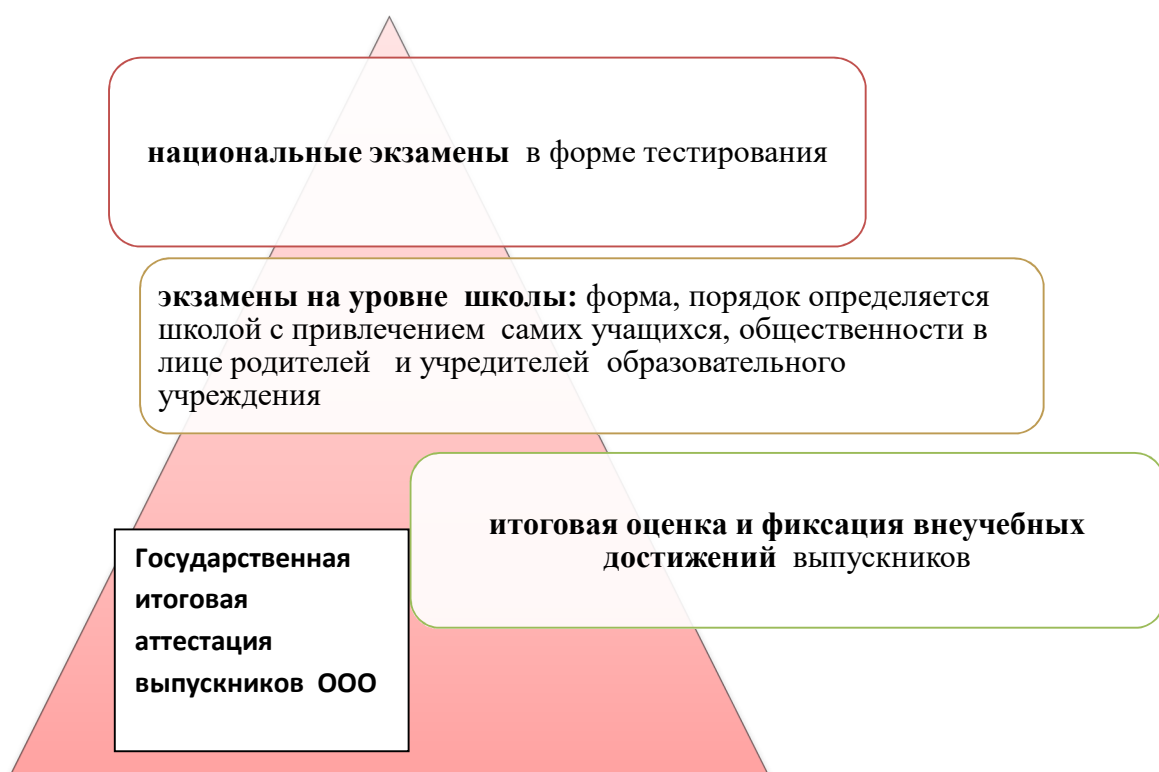 национальные экзамены в форме тестирования
экзамены на уровне школы: форма, порядок определяется
школой с привлечением самих учащихся, общественности в
лице родителей и учредителей образовательного
учреждения
итоговая оценка и фиксация внеучебных
достижений выпускников
Государственная
итоговая
аттестация
выпускников ООО